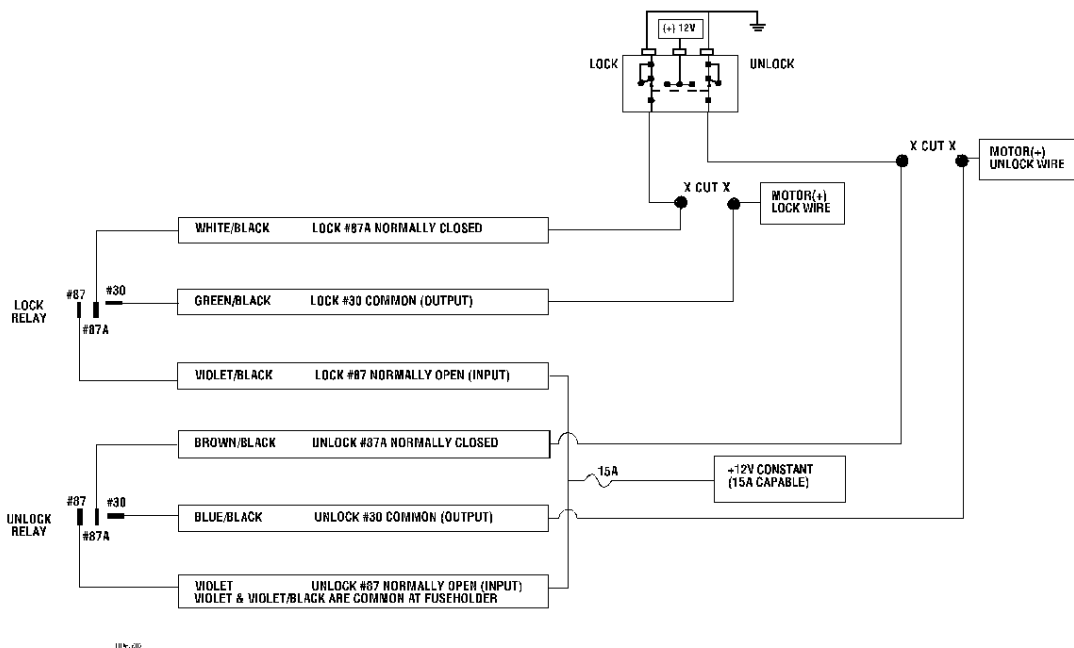 (+) 12V
LOCK
UNLOCK
X CUT X
MOTOR(+)
UNLOCK WIRE
X CUT X
MOTOR(+)
LOCK WIRE
WHITE/BLACK LOCK #87A NORMALLY CLOSED
#87
#30
LOCK
RELAY
#87A
GREEN/BLACK LOCK #30 COMMON (OUTPUT)
VIOLET/BLACK LOCK #87 NORMALLY OPEN (INPUT)
BROWN/BLACK UNLOCK #87A NORMALLY CLOSED
15A
+12V CONSTANT
(15A CAPABLE)
#87
#30
UNLOCK
RELAY
#87A
BLUE/BLACK UNLOCK #30 COMMON (OUTPUT)
VIOLET UNLOCK #87 NORMALLY OPEN (INPUT)
VIOLET & VIOLET/BLACK ARE COMMON AT FUSEHOLDER